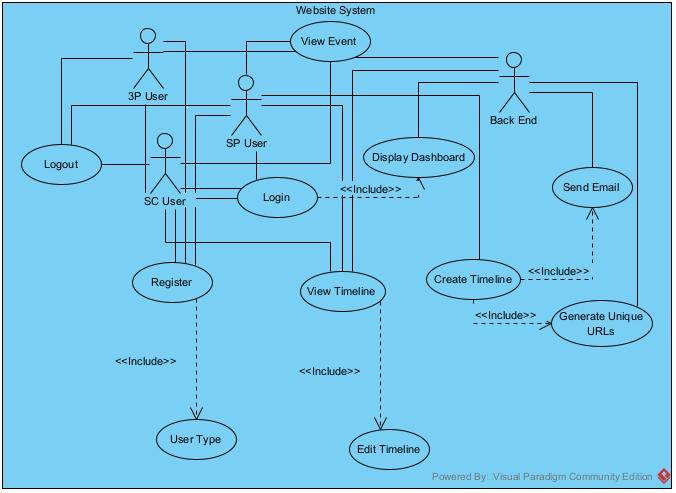 Website System
View Event
3P User
SP User
Back End
Logout
Display Dashboard
SC User
Login
<<Include>>
Send Email
Register
View Timeline
Create Timeline
<<Include>>
<<Include>>
Generate Unique
URLs
<<Include>>
<<Include>>
User Type
Edit Timeline
Powered By: Visual Paradigm Community Edition